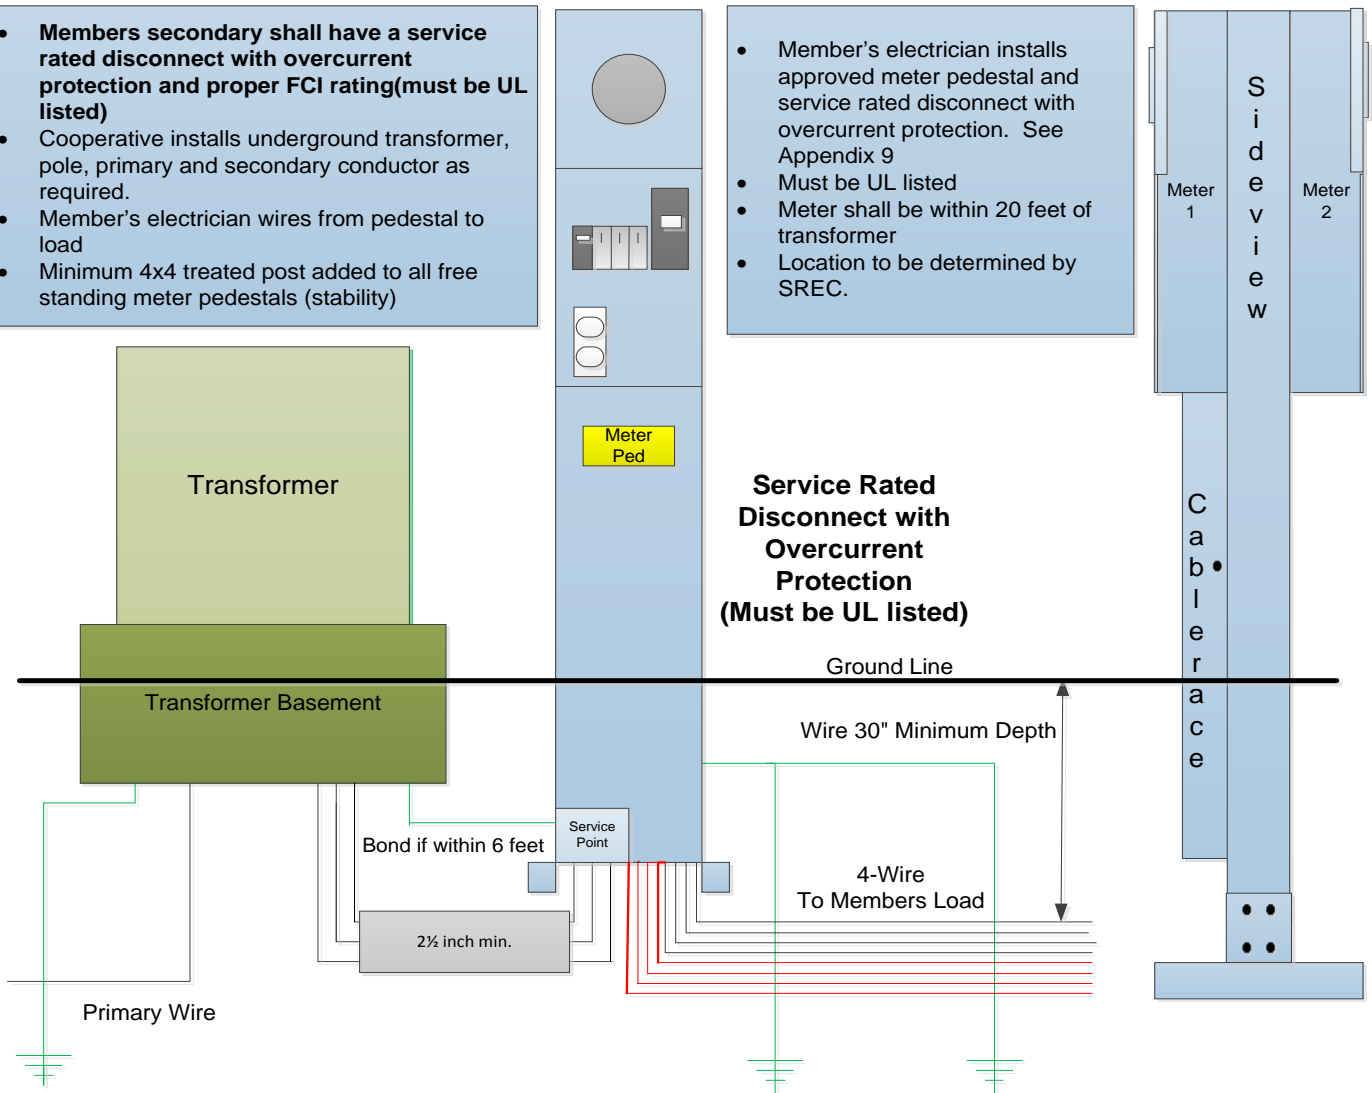 • Members secondary shall have a service
rated disconnect with overcurrent
protection and proper FCI rating(must be UL
listed)
• Cooperative installs underground transformer,
pole, primary and secondary conductor as
required.
• Member's electrician wires from pedestal to
load
• Minimum 4x4 treated post added to all free
standing meter pedestals (stability)
• Member's electrician installs
approved meter pedestal and
service rated disconnect with
overcurrent protection.  See
Appendix 9
• Must be UL listed
• Meter shall be within 20 feet of
transformer
• Location to be determined by
SREC.
Side view
Meter
1
Meter
2
Meter
Ped
Transformer
Service Rated
Disconnect with
Overcurrent
Protection
(Must be UL listed)
Cable race
Ground Line
Transformer Basement
Wire 30" Minimum Depth
Service
Point
Bond if within 6 feet
4-Wire
To Members Load
2½ inch min.
Primary Wire